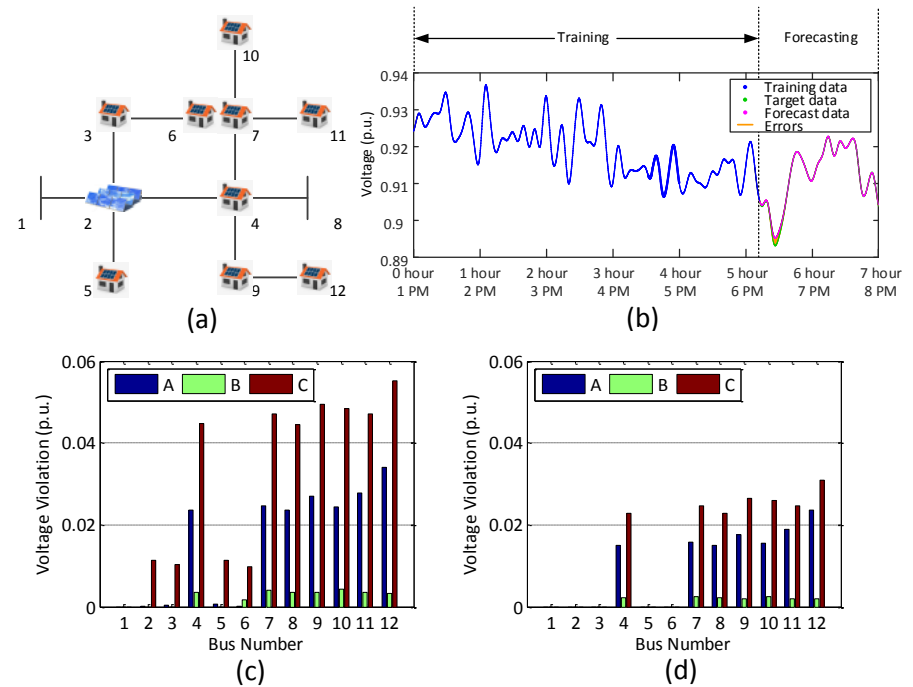 (a)
10
3
6
7
11
1
2
4
8
5
9
12
(a)
(b)
Training
Forecasting
0.94
0.93
0.92
0.91
0.9
0.89
Voltage (p.u.)
Training data
Target data
Forecast data
Errors
0 hour 1 hour 2 hour 3 hour 4 hour 5 hour 6 hour 7 hour
1 PM 2 PM 3 PM 4 PM 5 PM 6 PM 7 PM 8 PM
(b)
0.06
0.04
0.02
0
Voltage Violation (p.u.)
A B C
1 2 3 4 5 6 7 8 9 10 11 12
Bus Number
(c)
0.06
0.04
0.02
0
Voltage Violation (p.u.)
A B C
1 2 3 4 5 6 7 8 9 10 11 12
Bus Number
(d)